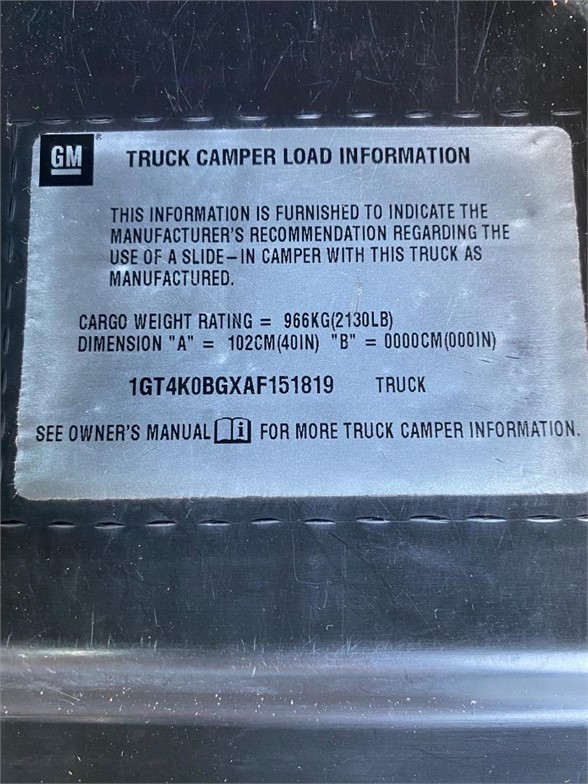 GM® TRUCK CAMPER LOAD INFORMATION
THIS INFORMATION IS FURNISHED TO INDICATE THE
MANUFACTURER'S RECOMMENDATION REGARDING THE
USE OF A SLIDE-IN CAMPER WITH THIS TRUCK AS
MANUFACTURED.
CARGO WEIGHT RATING = 966KG(2130LB)
DIMENSION "A" = 102CM(40IN) "B" = 0000CM(000IN)
1GT4K0BGXAF151819 TRUCK
SEE OWNER'S MANUAL i FOR MORE TRUCK CAMPER INFORMATION.